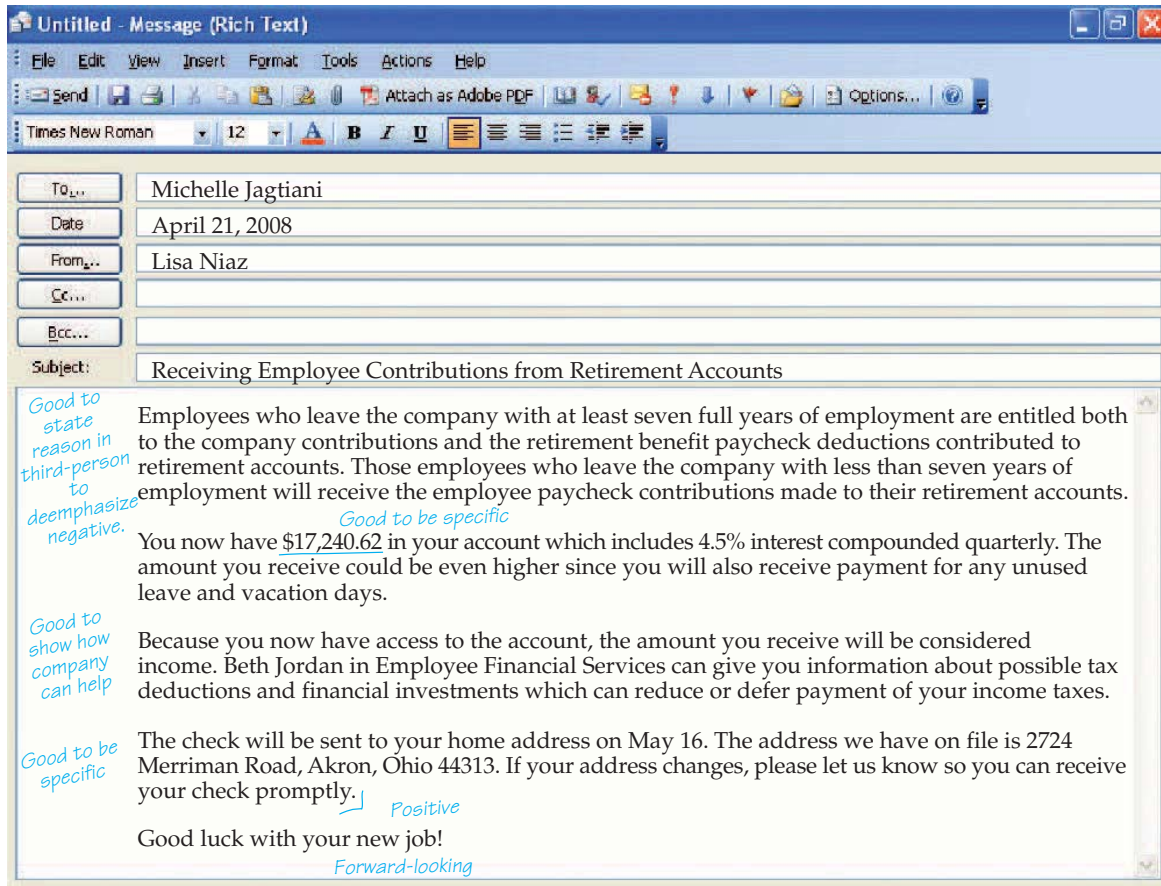 Untitled - Message (Rich Text)
File Edit View Insert Format Tools Actions Help
Send Attach as Adobe PDF Options...
Times New Roman 12 A B I U
To... Michelle Jagtiani
Date April 21, 2008
From... Lisa Niaz
Cc...
Bcc...
Subject: Receiving Employee Contributions from Retirement Accounts
Good to
state
reason in
third-person
to
deemphasize
negative.
Employees who leave the company with at least seven full years of employment are entitled both
to the company contributions and the retirement benefit paycheck deductions contributed to
retirement accounts. Those employees who leave the company with less than seven years of
employment will receive the employee paycheck contributions made to their retirement accounts.
Good to be specific
You now have $17,240.62 in your account which includes 4.5% interest compounded quarterly. The
amount you receive could be even higher since you will also receive payment for any unused
leave and vacation days.
Good to
show how
company
can help
Because you now have access to the account, the amount you receive will be considered
income. Beth Jordan in Employee Financial Services can give you information about possible tax
deductions and financial investments which can reduce or defer payment of your income taxes.
Good to be
specific
The check will be sent to your home address on May 16. The address we have on file is 2724
Merriman Road, Akron, Ohio 44313. If your address changes, please let us know so you can receive
your check promptly.
Positive
Good luck with your new job!
Forward-looking